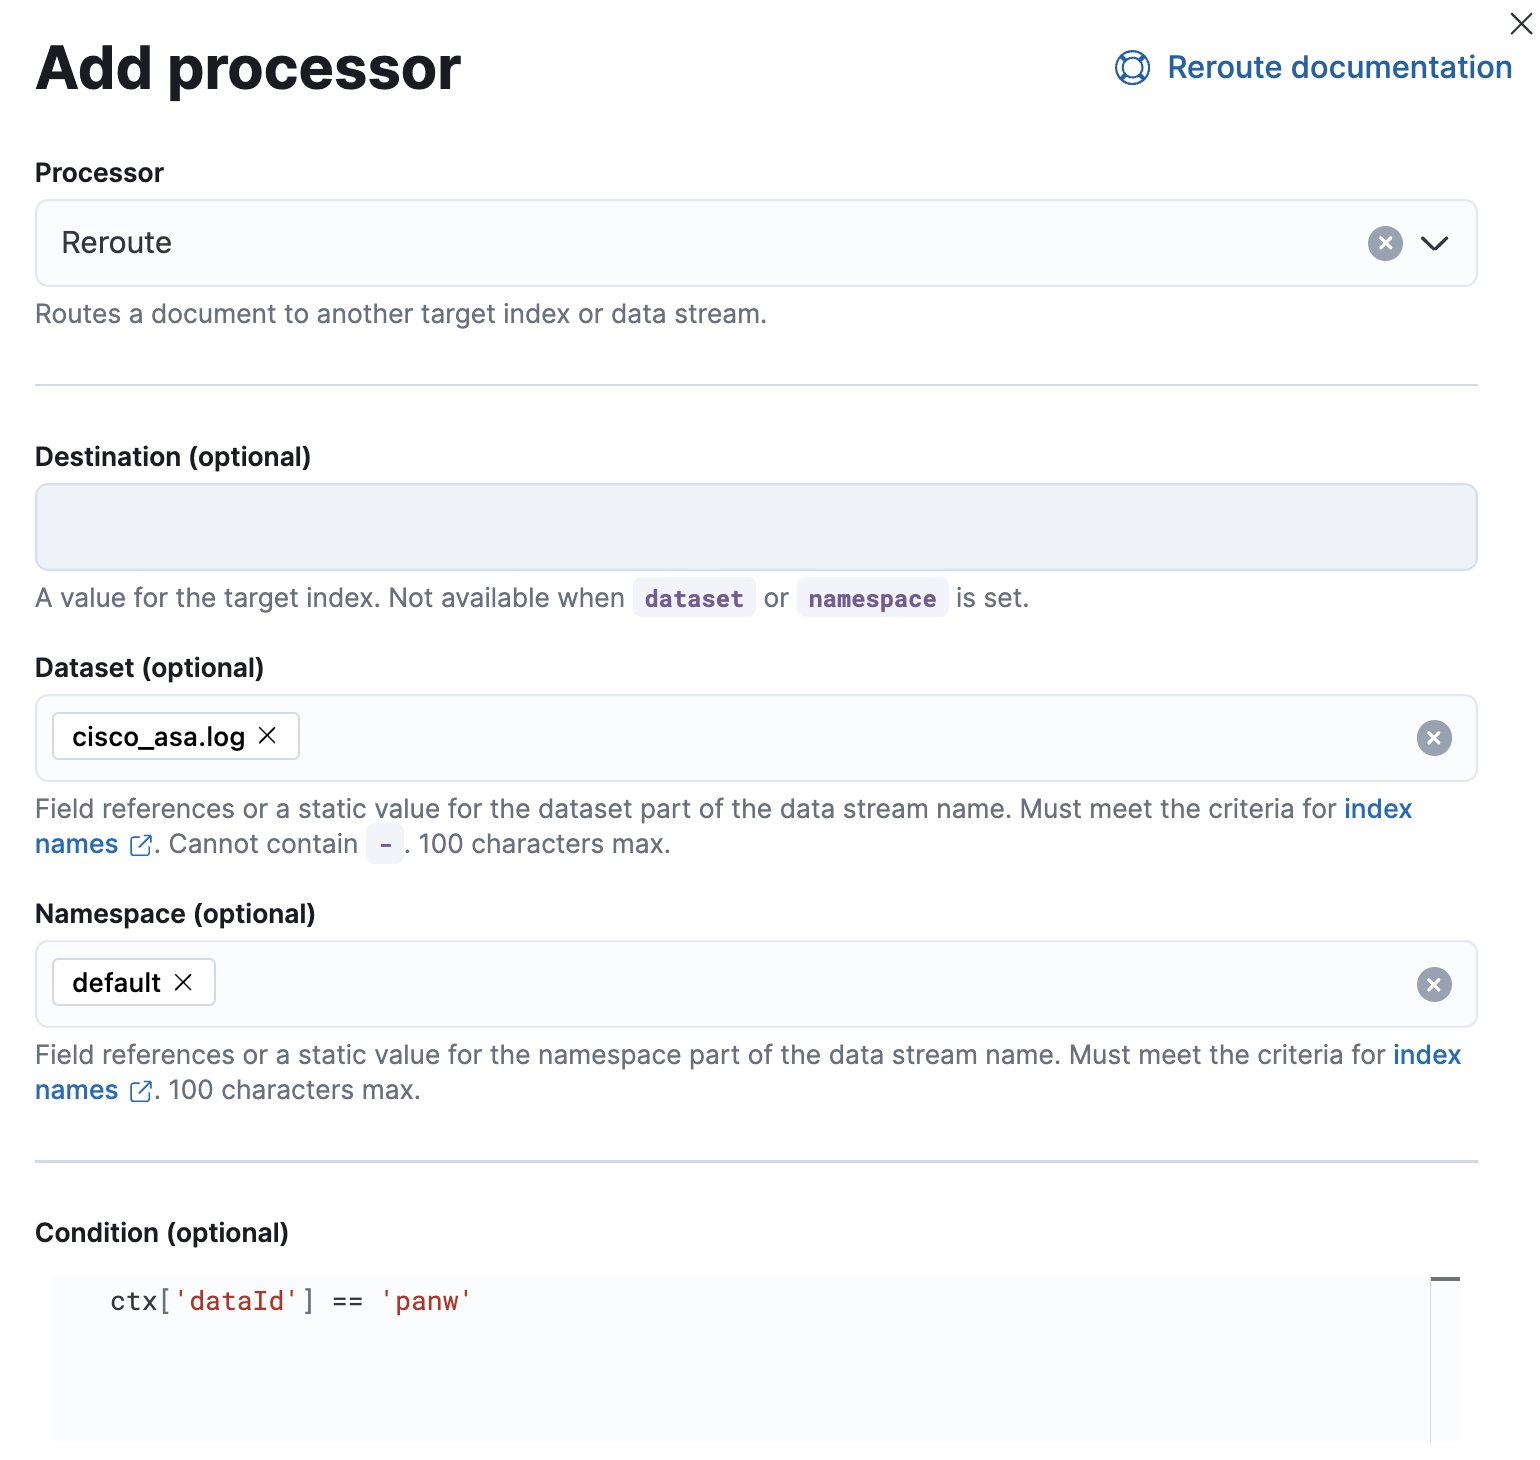 Add processor
Reroute documentation
Processor
Reroute
Routes a document to another target index or data stream.
Destination (optional)
A value for the target index. Not available when dataset or namespace is set.
Dataset (optional)
cisco_asa.log
Field references or a static value for the dataset part of the data stream name. Must meet the criteria for index
names . Cannot contain - . 100 characters max.
Namespace (optional)
default
Field references or a static value for the namespace part of the data stream name. Must meet the criteria for index
names . 100 characters max.
Condition (optional)
ctx['dataId'] == 'panw'